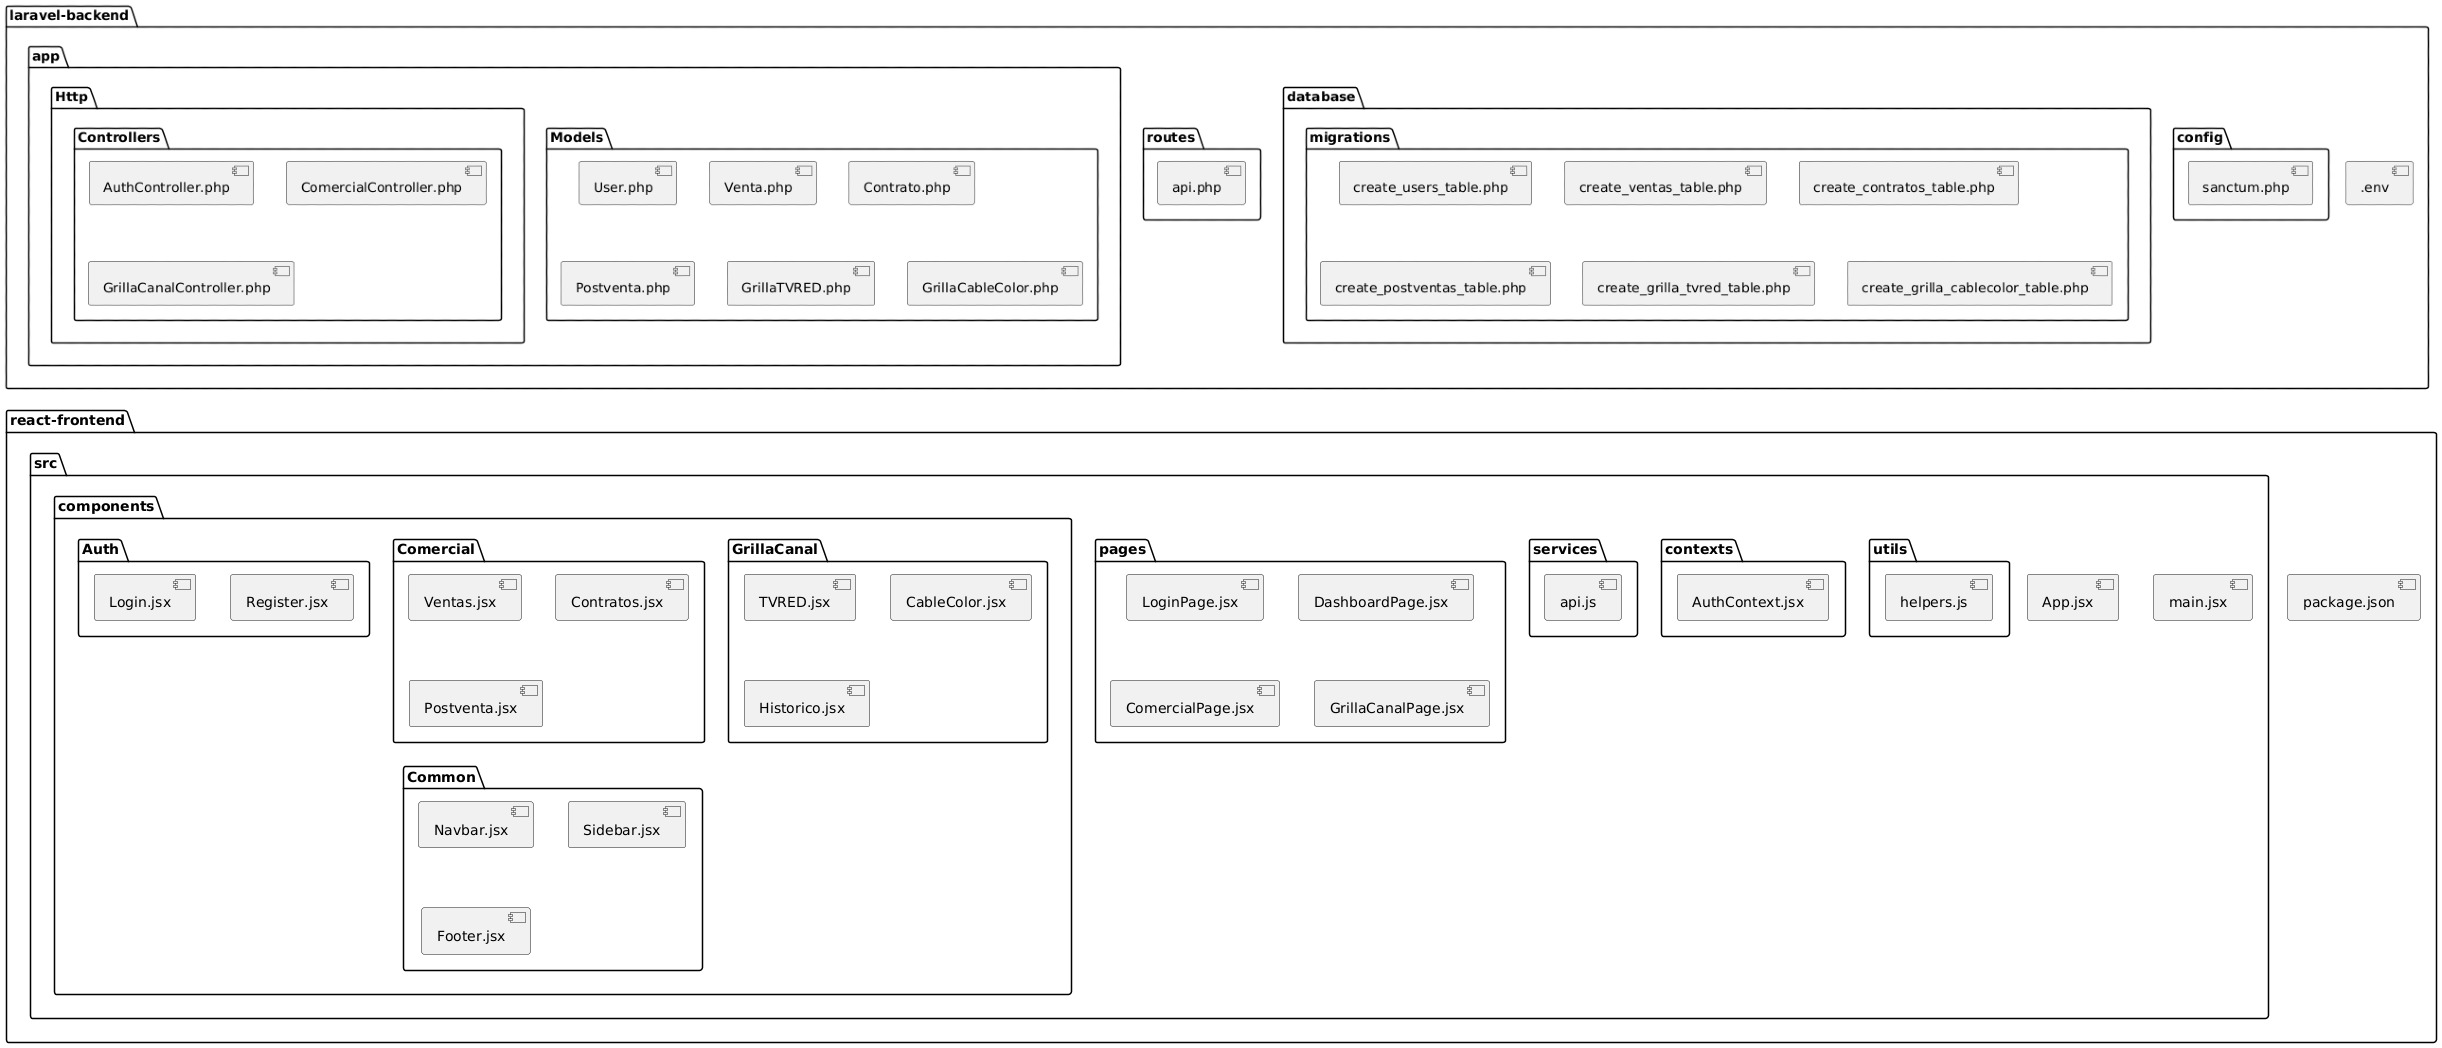 laravel-backend
app
Http
Controllers
AuthController.php
ComercialController.php
GrillaCanalController.php
Models
User.php
Venta.php
Contrato.php
Postventa.php
GrillaTVRED.php
GrillaCableColor.php
routes
api.php
database
migrations
create_users_table.php
create_ventas_table.php
create_contratos_table.php
create_postventas_table.php
create_grilla_tvred_table.php
create_grilla_cablecolor_table.php
config
sanctum.php
.env
react-frontend
src
components
Auth
Login.jsx
Register.jsx
Comercial
Ventas.jsx
Contratos.jsx
Postventa.jsx
GrillaCanal
TVRED.jsx
CableColor.jsx
Historico.jsx
Common
Navbar.jsx
Sidebar.jsx
Footer.jsx
pages
LoginPage.jsx
DashboardPage.jsx
ComercialPage.jsx
GrillaCanalPage.jsx
services
api.js
contexts
AuthContext.jsx
utils
helpers.js
App.jsx
main.jsx
package.json